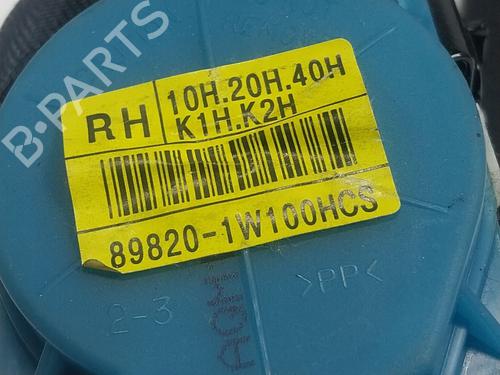 B-PARTS
RH
10H.20H.40H
K1H.K2H
89820-1W100HCS
>PP<
2-3